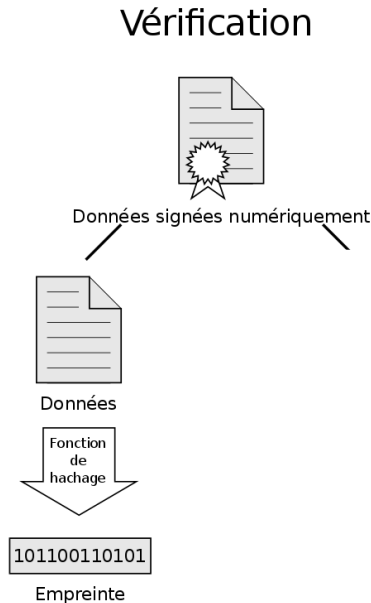 Vérification
Données signées numériquement
Données
Fonction
de
hachage
101100110101
Empreinte